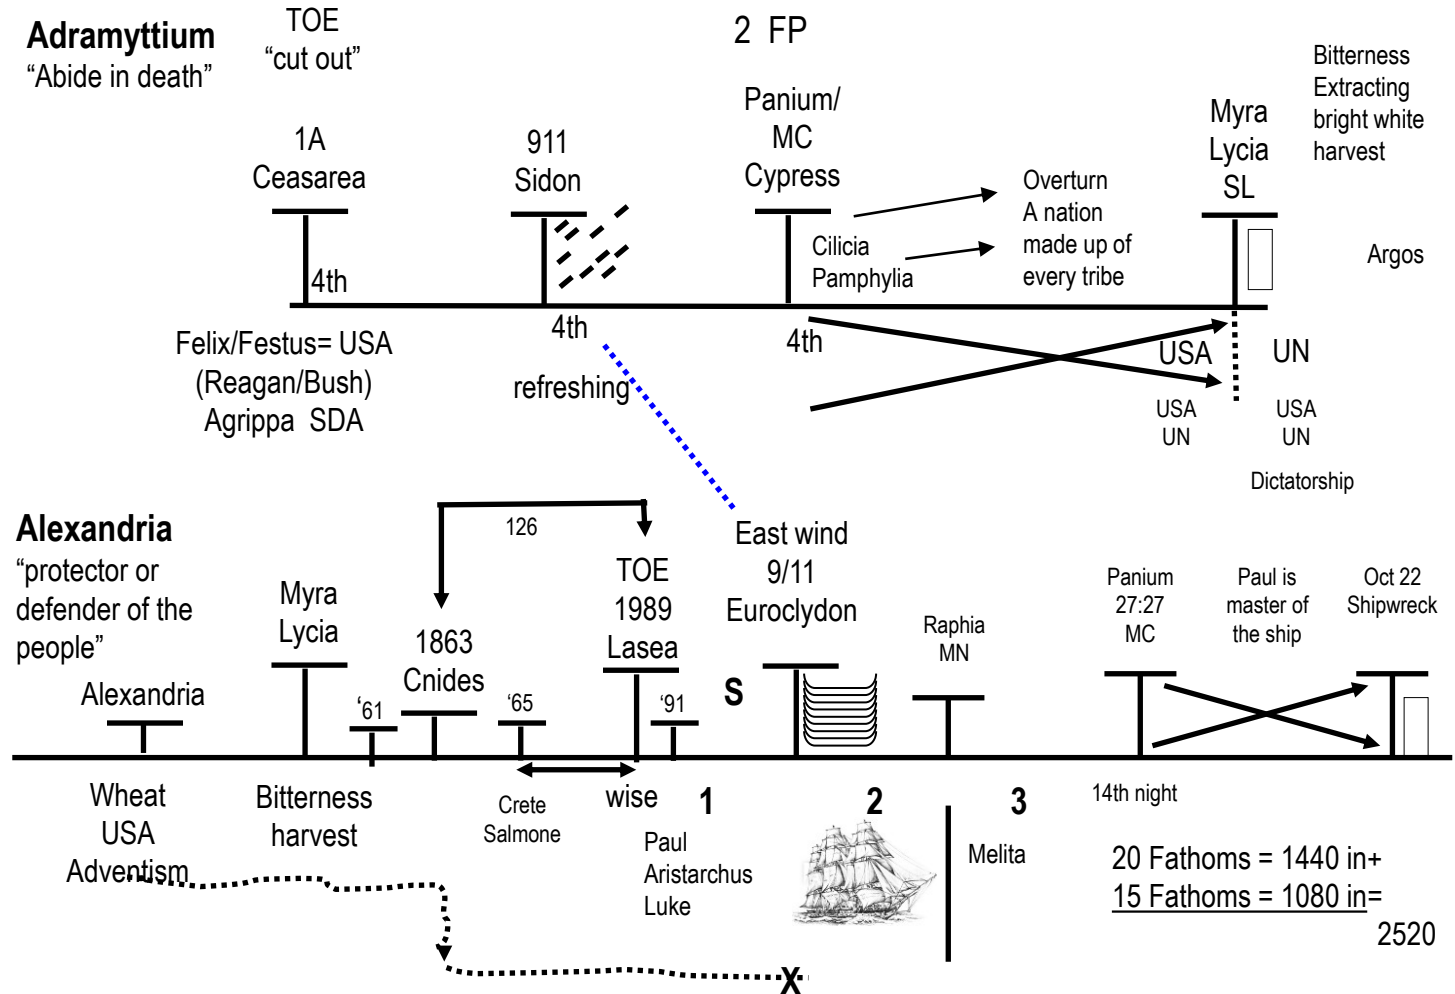 Adramyttium
“Abide in death”
TOE
“cut out”
2 FP
1A
Ceasarea
911
Sidon
Panium/
MC
Cypress
Cilicia
Pamphylia
Overturn
A nation
made up of
every tribe
Myra
Lycia
SL
Bitterness
Extracting
bright white
harvest
Argos
4th
4th
4th
Felix/Festus= USA
(Reagan/Bush)
Agrippa SDA
refreshing
USA
UN
USA
UN
USA
UN
Dictatorship
Alexandria
“protector or
defender of the
people”
126
Alexandria
Myra
Lycia
‘61
1863
Cnides
‘65
TOE
1989
Lasea
‘91
S
East wind
9/11
Euroclydon
Raphia
MN
Panium
27:27
MC
Paul is
master of
the ship
Oct 22
Shipwreck
Wheat
USA
Adventism
Bitterness
harvest
Crete
Salmone
wise
1
Paul
Aristarchus
Luke
2
3
Melita
14th night
20 Fathoms = 1440 in+
15 Fathoms = 1080 in=
2520
X